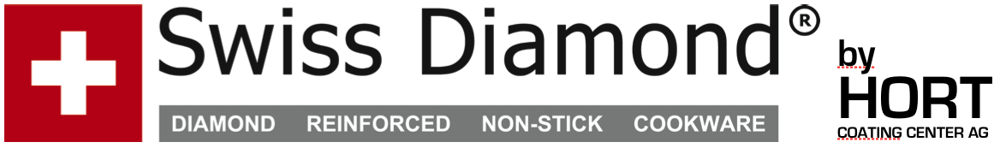 Swiss Diamond®
DIAMOND REINFORCED NON-STICK COOKWARE
by
HORT
COATING CENTER AG